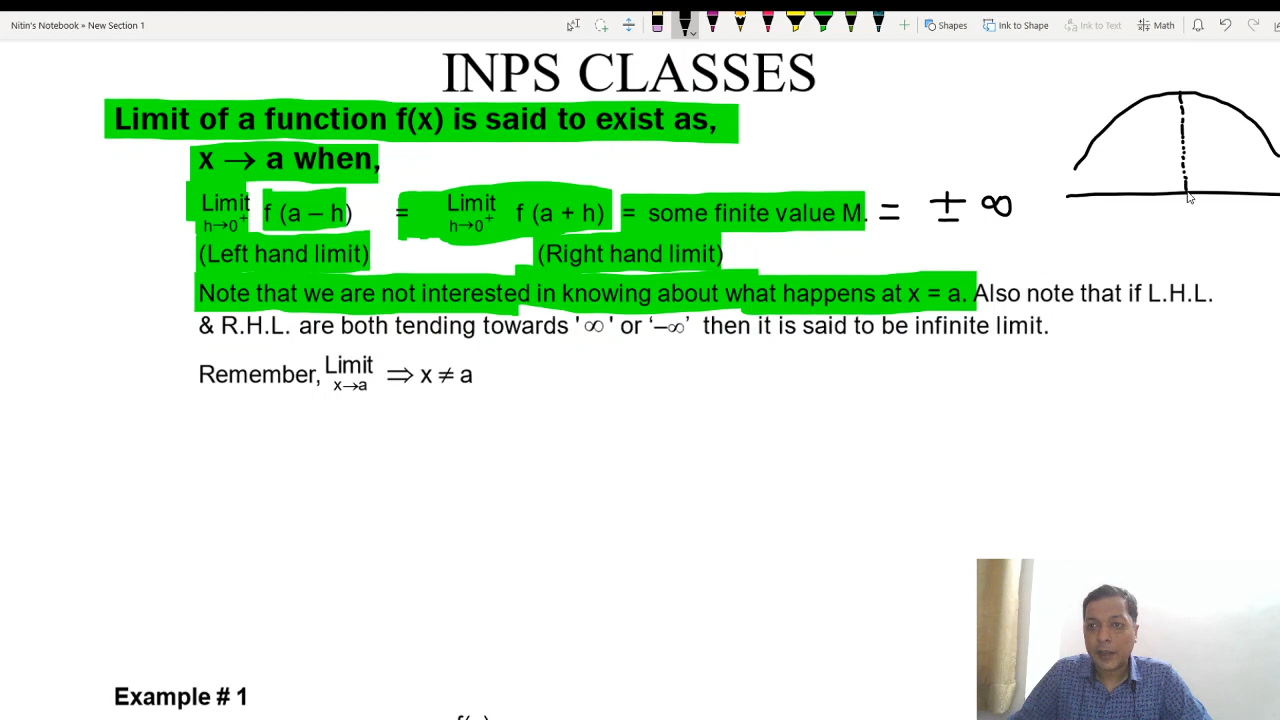 Nitin's Notebook » New Section 1
Shapes Ink to Shape Ink to Text Math
INPS CLASSES
Limit of a function f(x) is said to exist as,
x → a when,
Limit h→0⁺ f (a – h) = Limit h→0⁺ f (a + h) = some finite value M. = ± ∞
(Left hand limit) (Right hand limit)
Note that we are not interested in knowing about what happens at x = a. Also note that if L.H.L.
& R.H.L. are both tending towards '∞' or ‘–∞’ then it is said to be infinite limit.
Remember, Limit x→a ⇒ x ≠ a
Example # 1
f(x)